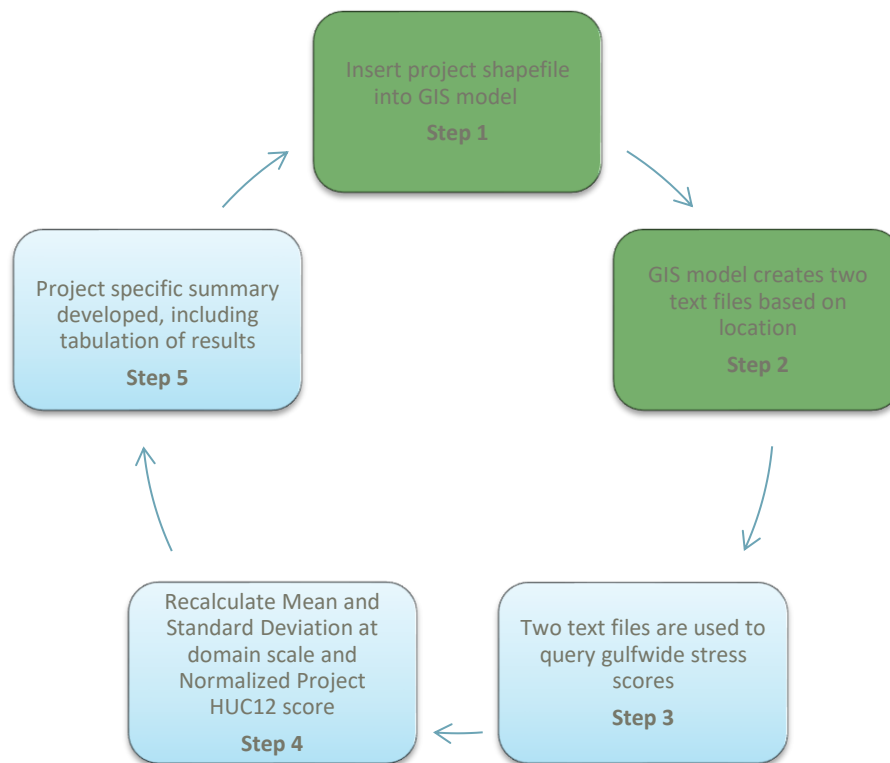 Insert project shapefile
into GIS model
Step 1
GIS model creates two
text files based on
location
Step 2
Two text files are used to
query gulfwide stress
scores
Step 3
Recalculate Mean and
Standard Deviation at
domain scale and
Normalized Project
HUC12 score
Step 4
Project specific summary
developed, including
tabulation of results
Step 5